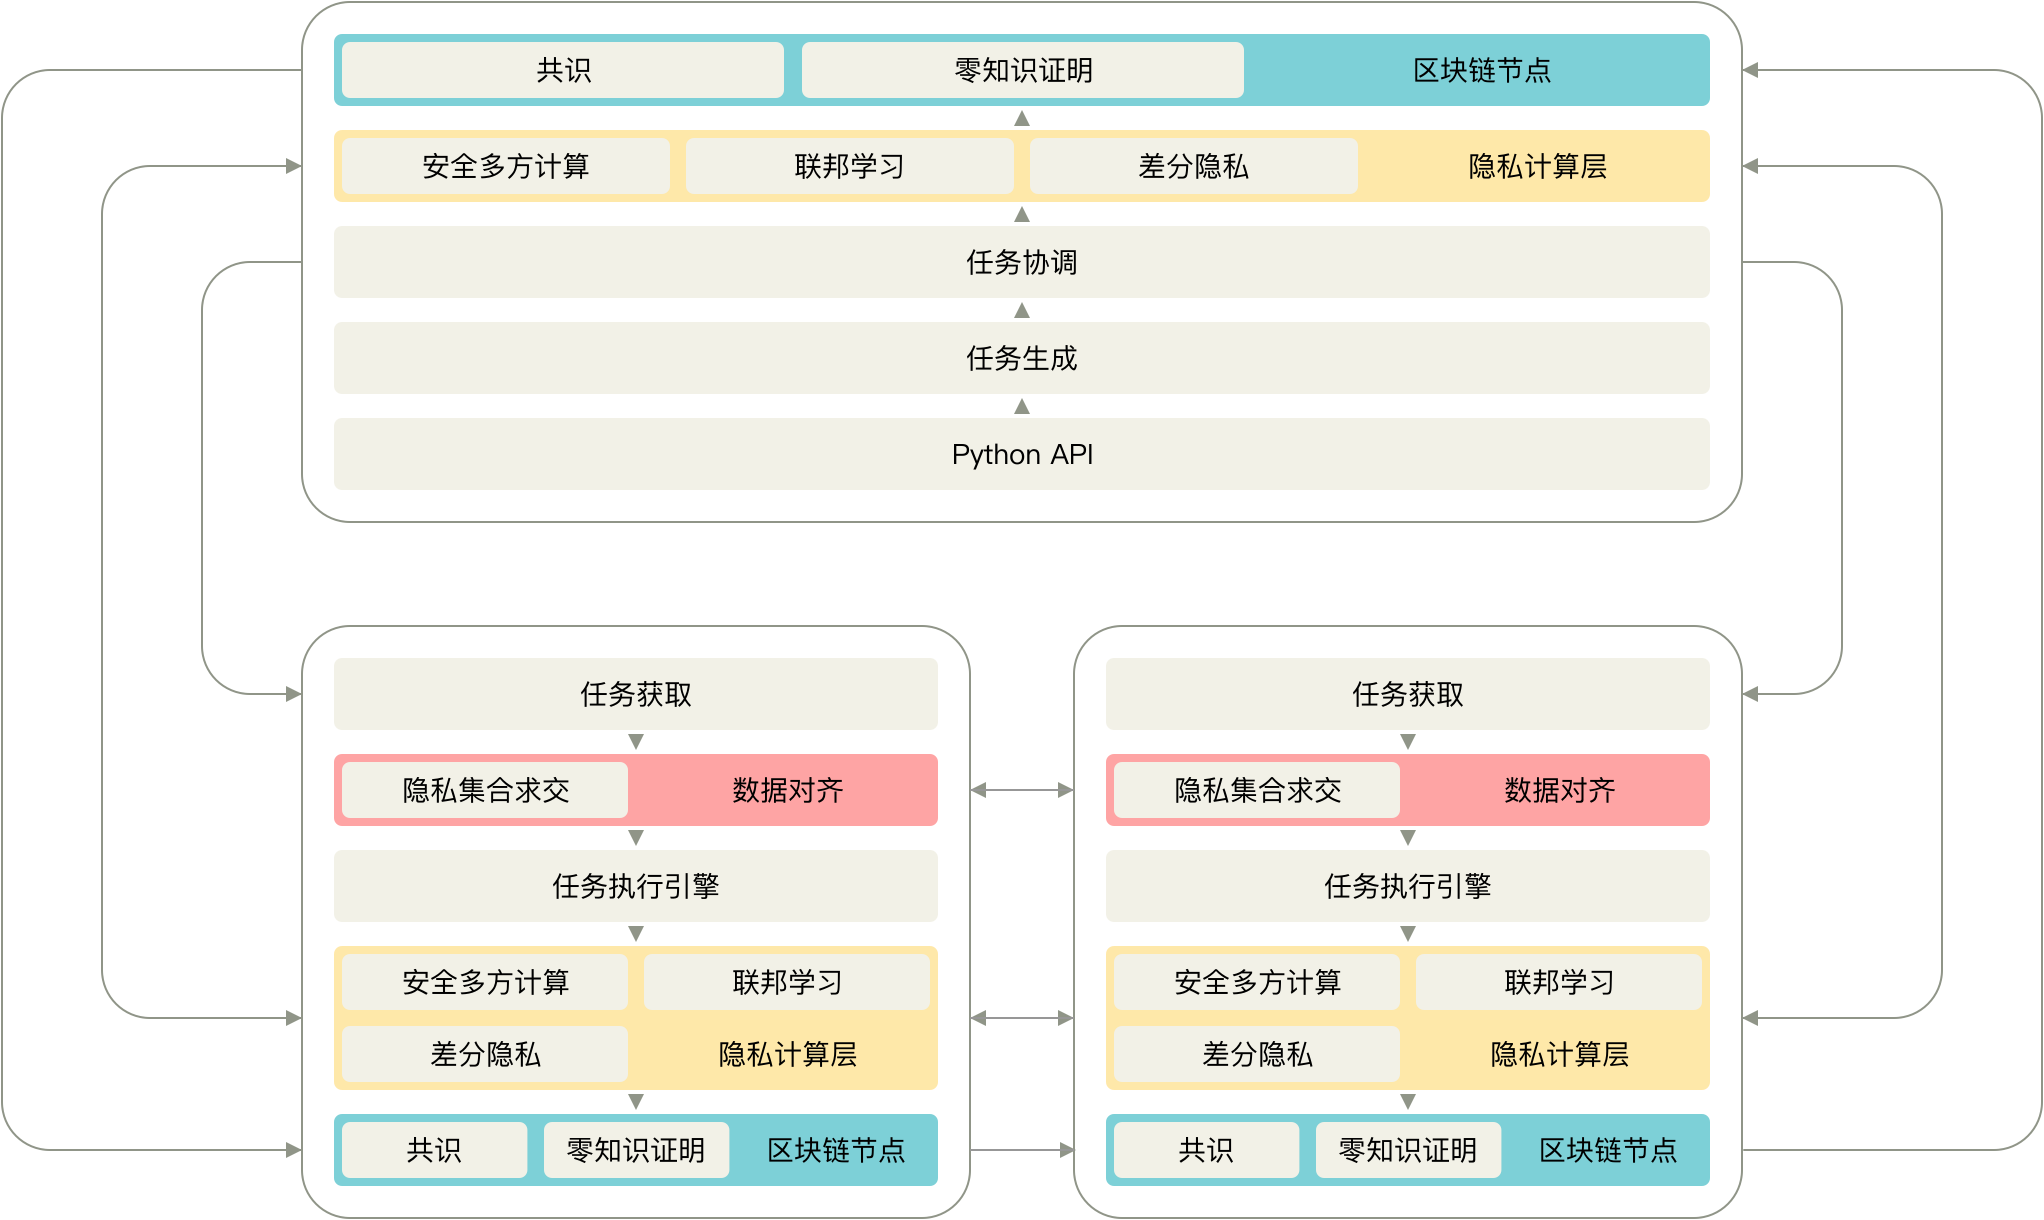 共识
零知识证明
区块链节点
安全多方计算
联邦学习
差分隐私
隐私计算层
任务协调
任务生成
Python API
任务获取
隐私集合求交
数据对齐
任务执行引擎
安全多方计算
联邦学习
差分隐私
隐私计算层
共识
零知识证明
区块链节点
任务获取
隐私集合求交
数据对齐
任务执行引擎
安全多方计算
联邦学习
差分隐私
隐私计算层
共识
零知识证明
区块链节点